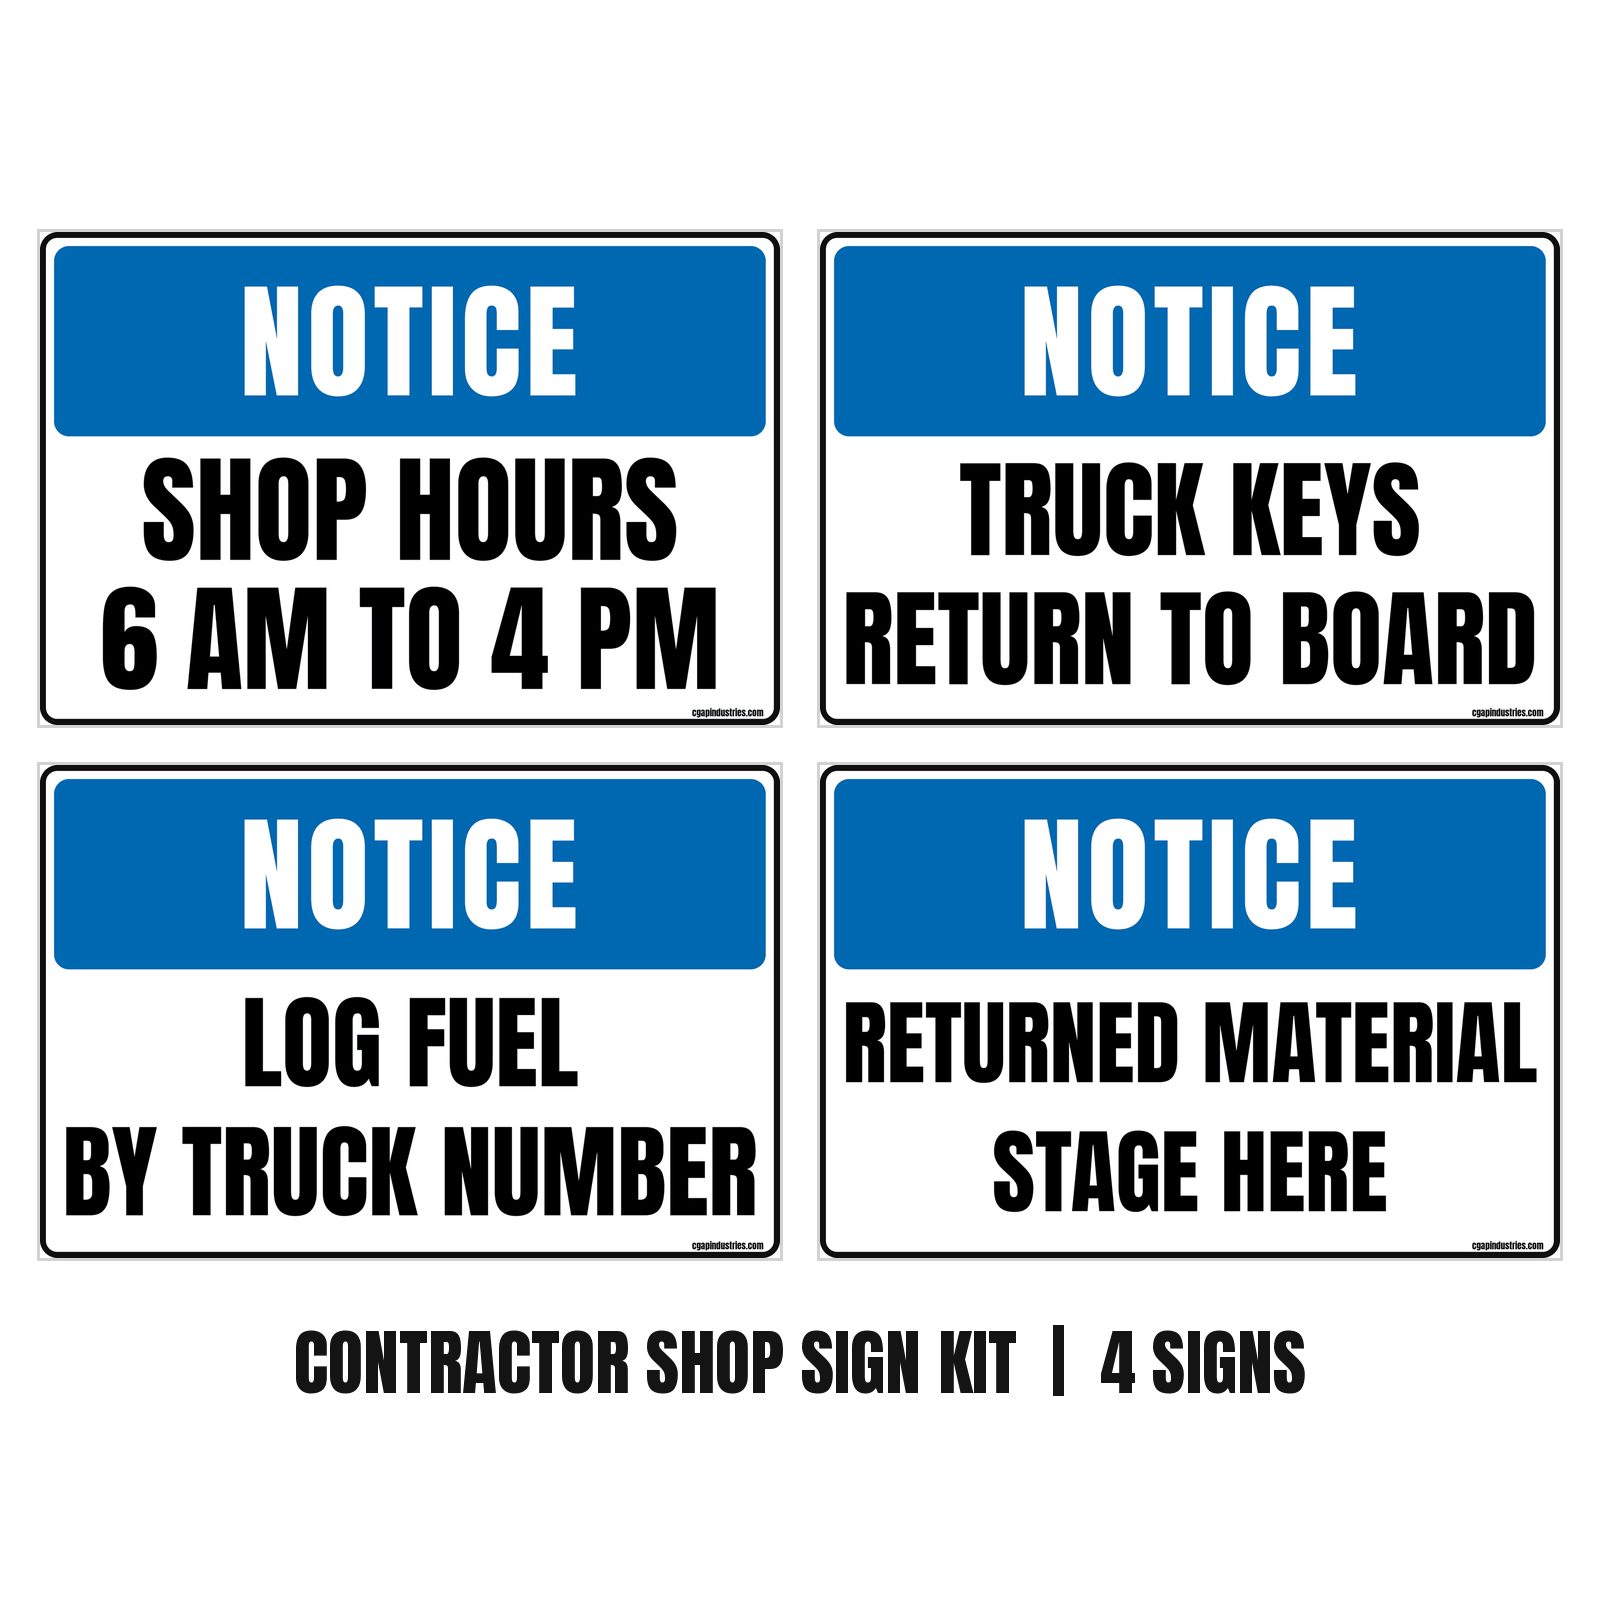 NOTICE
SHOP HOURS
6 AM TO 4 PM
cgapindustries.com
NOTICE
TRUCK KEYS
RETURN TO BOARD
cgapindustries.com
NOTICE
LOG FUEL
BY TRUCK NUMBER
cgapindustries.com
NOTICE
RETURNED MATERIAL
STAGE HERE
cgapindustries.com
CONTRACTOR SHOP SIGN KIT | 4 SIGNS